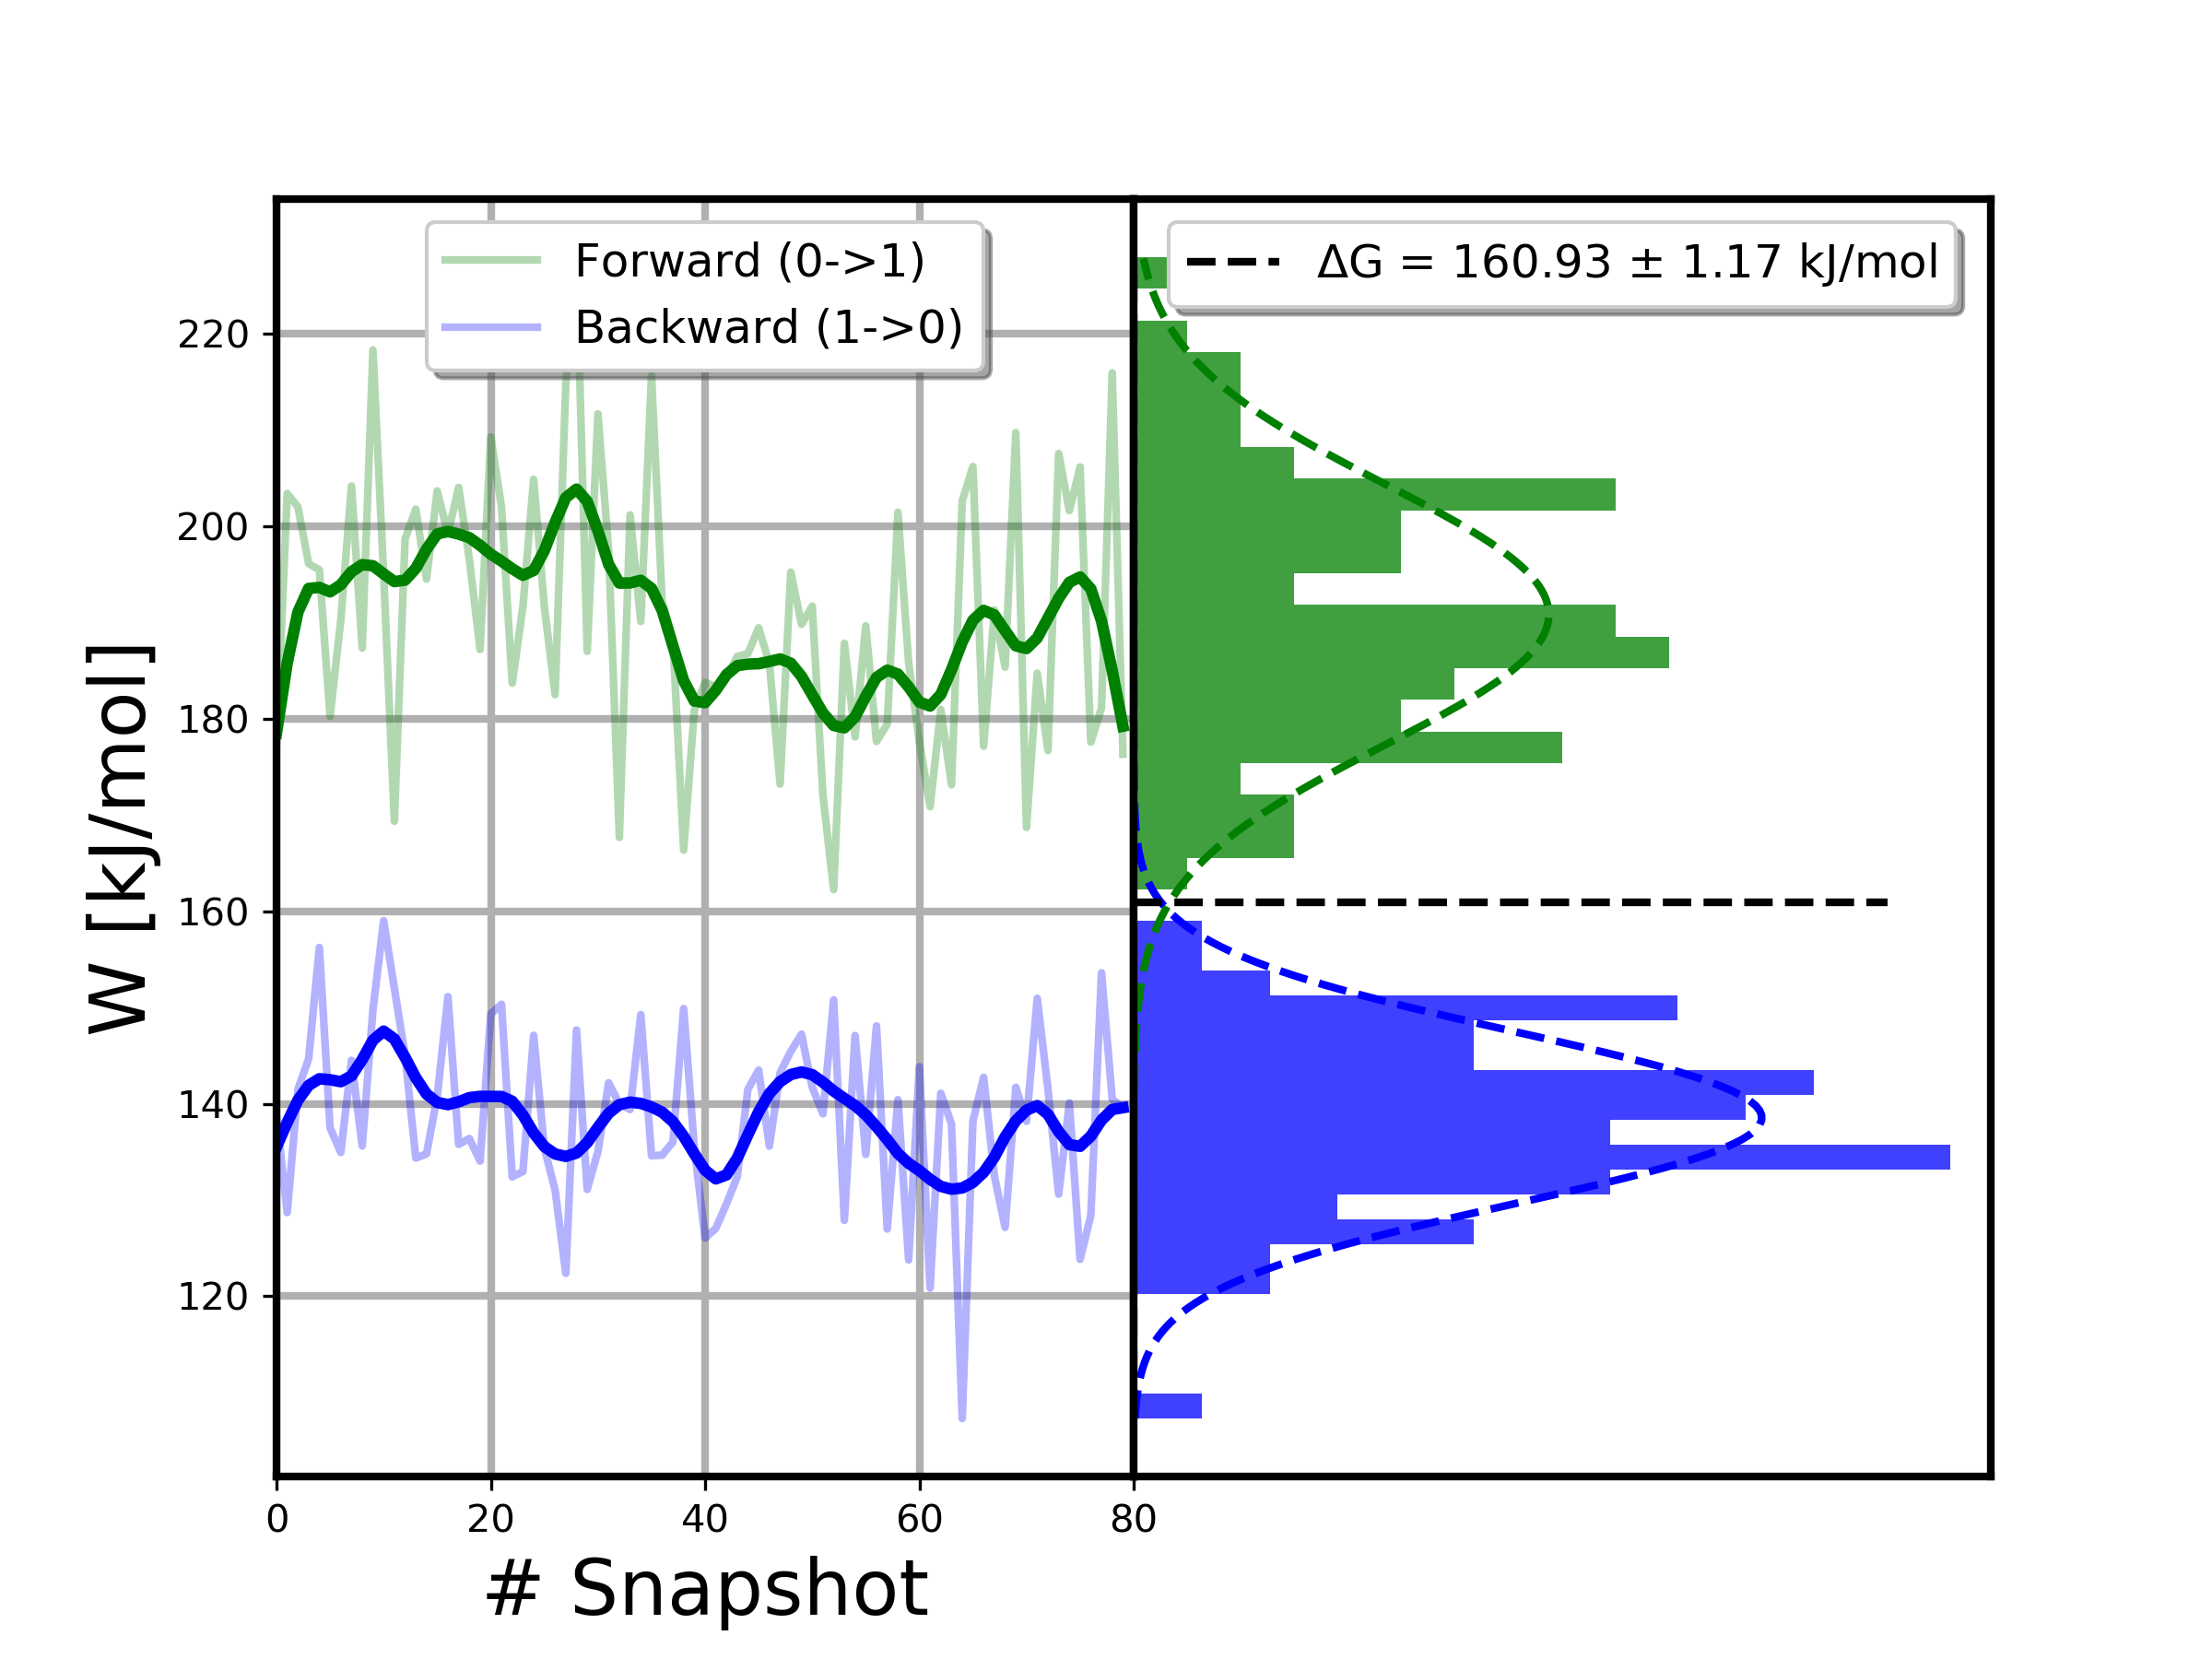 Forward (0->1)
Backward (1->0)
ΔG = 160.93 ± 1.17 kJ/mol
W [kJ/mol]
220
200
180
160
140
120
0 20 40 60 80
# Snapshot